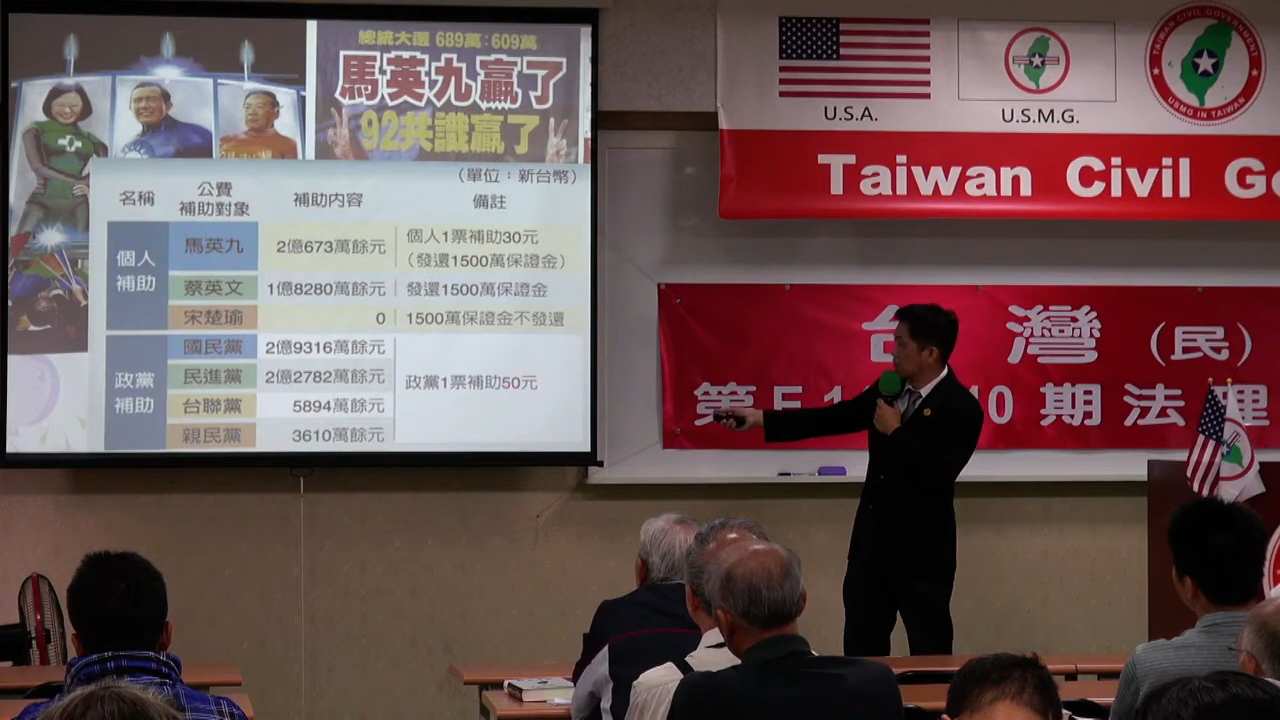 總統大選 689萬:609萬
馬英九贏了
92共識贏了
(單位:新台幣)
名稱 公費補助對象 補助內容 備註
個人補助
馬英九 2億673萬餘元 個人1票補助30元
(發還1500萬保證金)
蔡英文 1億8280萬餘元 發還1500萬保證金
宋楚瑜 0 1500萬保證金不發還
政黨補助
國民黨 2億9316萬餘元
民進黨 2億2782萬餘元 政黨1票補助50元
台聯黨 5894萬餘元
親民黨 3610萬餘元
U.S.A.
U.S.M.G.
TAIWAN CIVIL GOVERNMENT
USMG IN TAIWAN
Taiwan Civil Go
台灣(民)
第E1 10期法理